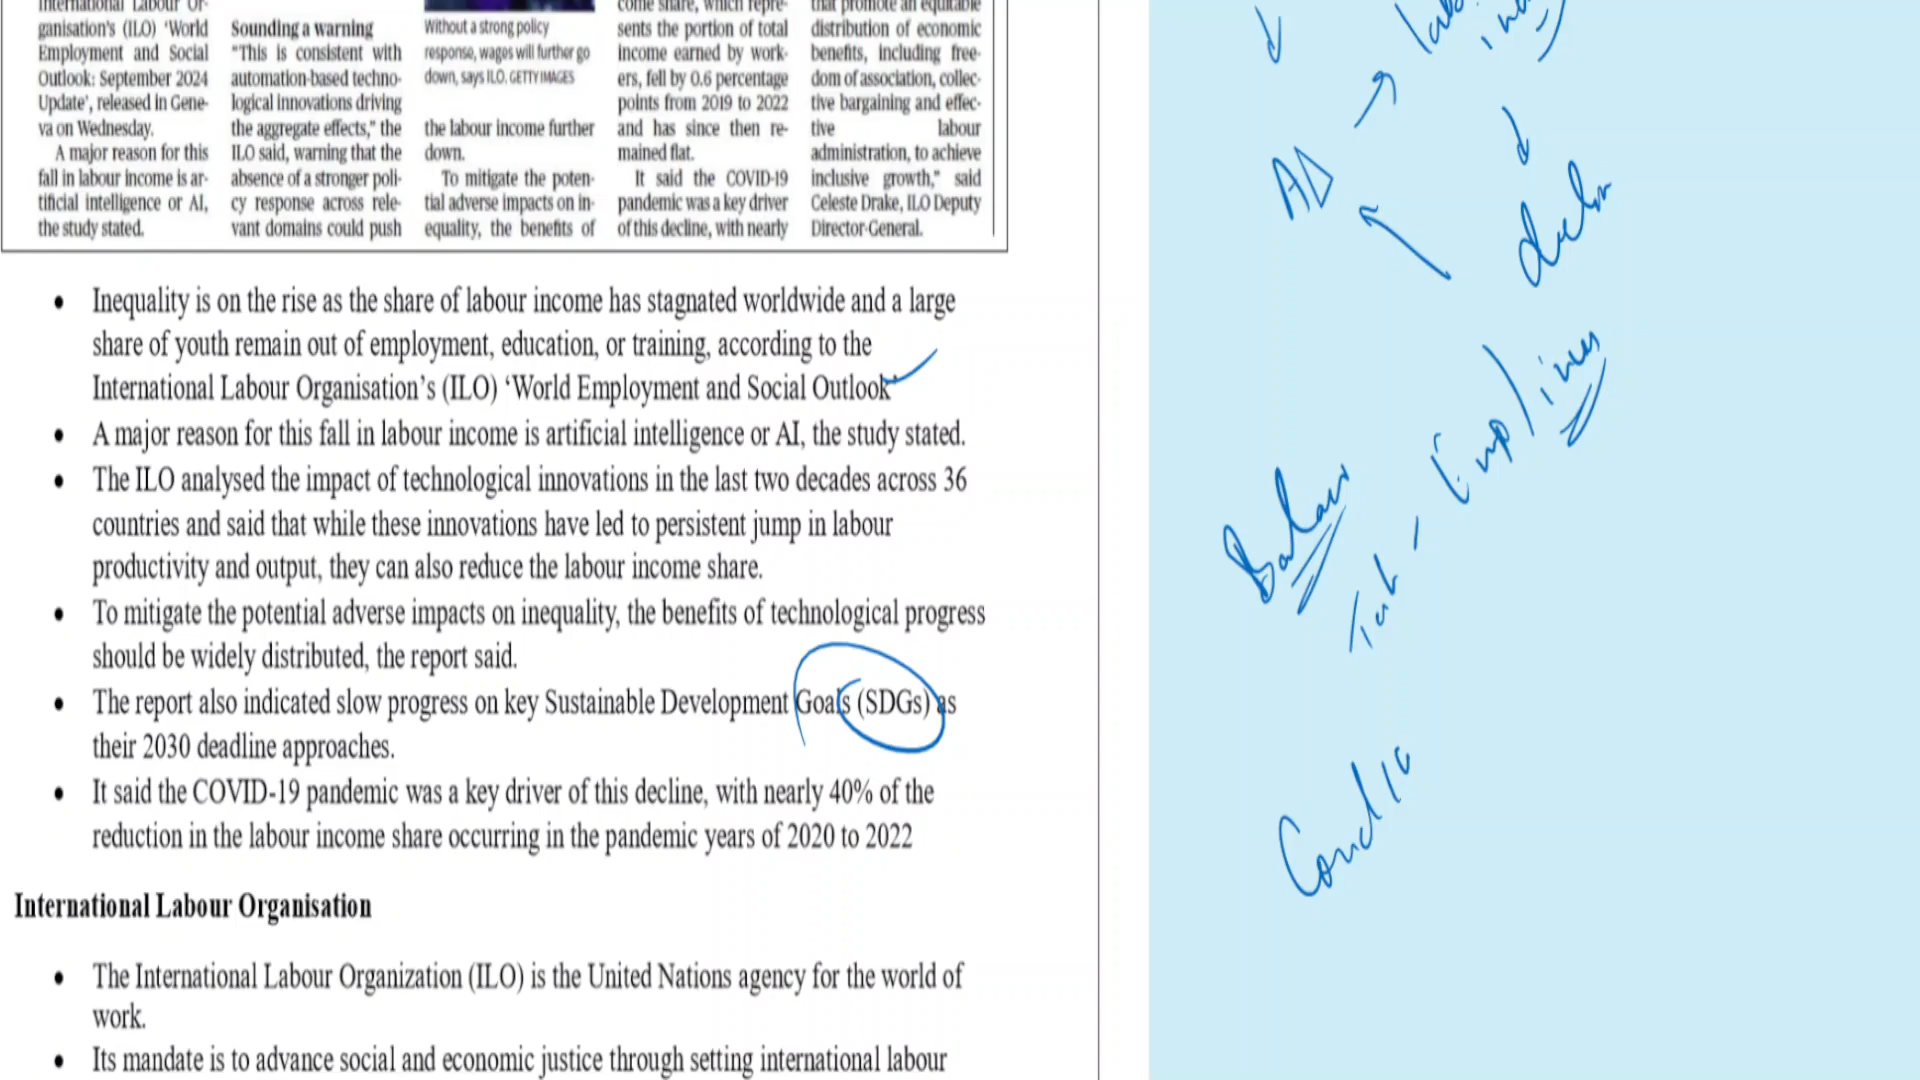 International Labour Or-
ganisation's (ILO) 'World
Employment and Social
Outlook: September 2024
Update', released in Gene-
va on Wednesday.
A major reason for this
fall in labour income is ar-
tificial intelligence or AI,
the study stated.
Sounding a warning
"This is consistent with
automation-based techno-
logical innovations driving
the aggregate effects," the
ILO said, warning that the
absence of a stronger poli-
cy response across rele-
vant domains could push
Without a strong policy
response, wages will further go
down, says ILO. GETTY IMAGES
the labour income further
down.
To mitigate the poten-
tial adverse impacts on in-
equality, the benefits of
come share, which repre-
sents the portion of total
income earned by work-
ers, fell by 0.6 percentage
points from 2019 to 2022
and has since then re-
mained flat.
It said the COVID-19
pandemic was a key driver
of this decline, with nearly
that promote an equitable
distribution of economic
benefits, including free-
dom of association, collec-
tive bargaining and effec-
tive labour
administration, to achieve
inclusive growth," said
Celeste Drake, ILO Deputy
Director-General.
• Inequality is on the rise as the share of labour income has stagnated worldwide and a large
share of youth remain out of employment, education, or training, according to the
International Labour Organisation's (ILO) 'World Employment and Social Outlook'
• A major reason for this fall in labour income is artificial intelligence or AI, the study stated.
• The ILO analysed the impact of technological innovations in the last two decades across 36
countries and said that while these innovations have led to persistent jump in labour
productivity and output, they can also reduce the labour income share.
• To mitigate the potential adverse impacts on inequality, the benefits of technological progress
should be widely distributed, the report said.
• The report also indicated slow progress on key Sustainable Development Goals (SDGs) as
their 2030 deadline approaches.
• It said the COVID-19 pandemic was a key driver of this decline, with nearly 40% of the
reduction in the labour income share occurring in the pandemic years of 2020 to 2022
International Labour Organisation
• The International Labour Organization (ILO) is the United Nations agency for the world of
work.
• Its mandate is to advance social and economic justice through setting international labour
AD